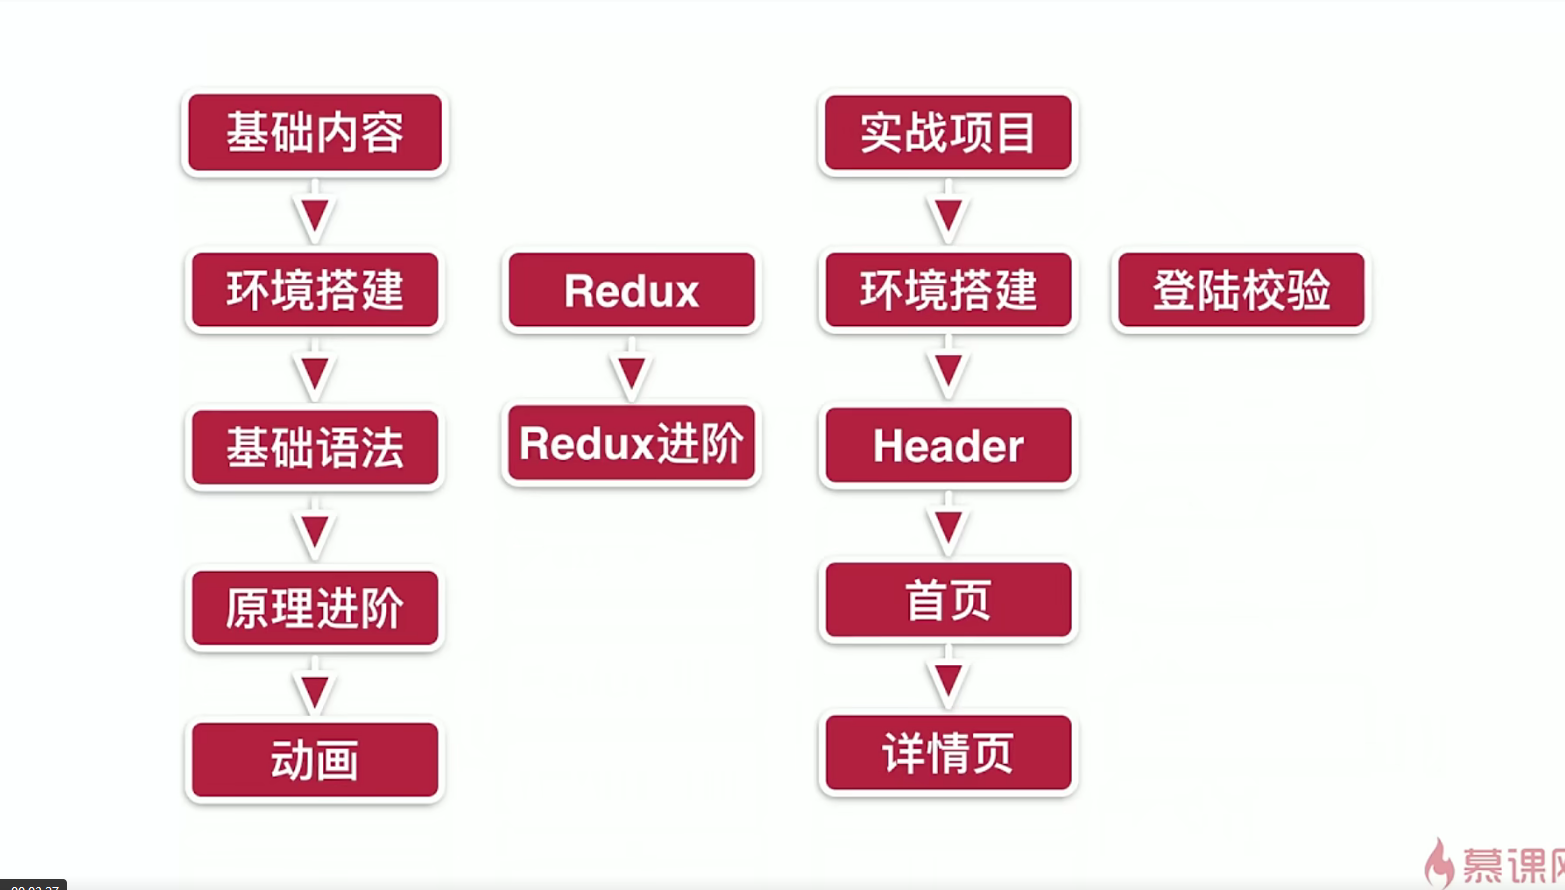 基础内容
环境搭建
基础语法
原理进阶
动画
Redux
Redux进阶
实战项目
环境搭建
Header
首页
详情页
登陆校验
慕课网